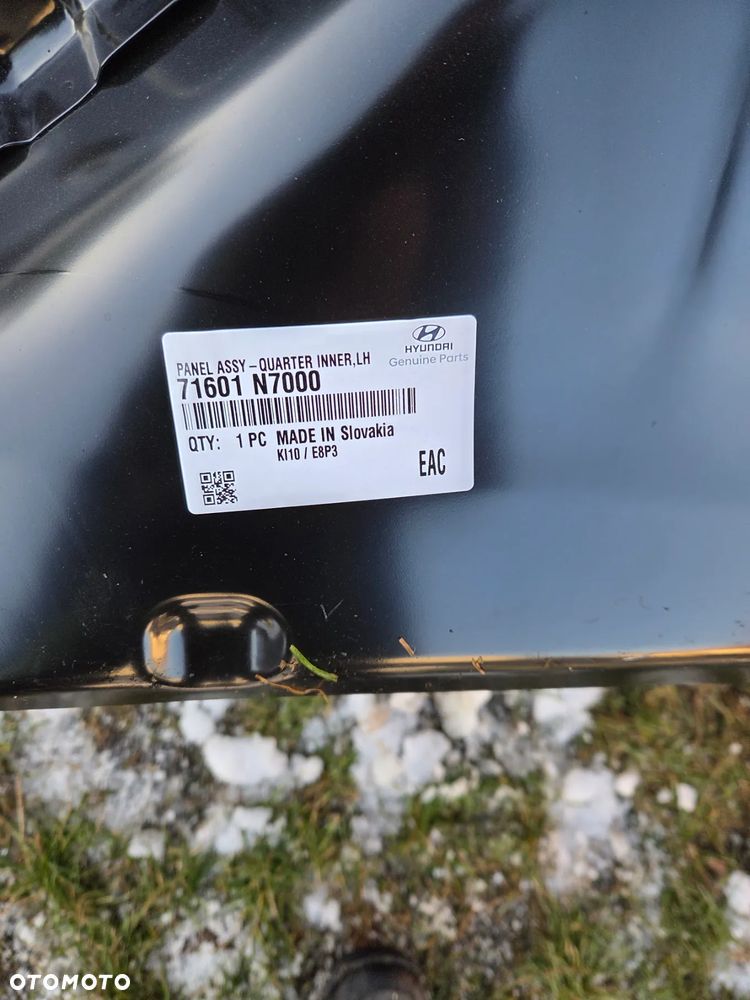 HYUNDAI
Genuine Parts
PANEL ASSY-QUARTER INNER,LH
71601 N7000
QTY: 1 PC MADE IN Slovakia
KI10 / E8P3
EAC
OTOMOTO